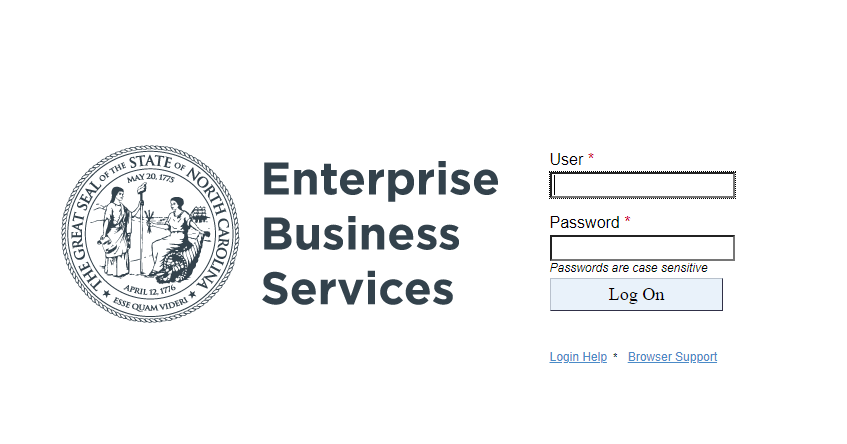 THE GREAT SEAL OF THE STATE OF NORTH CAROLINA
MAY 20, 1775
APRIL 12, 1776
ESSE QUAM VIDERI
Enterprise
Business
Services
User *
Password *
Passwords are case sensitive
Log On
Login Help * Browser Support